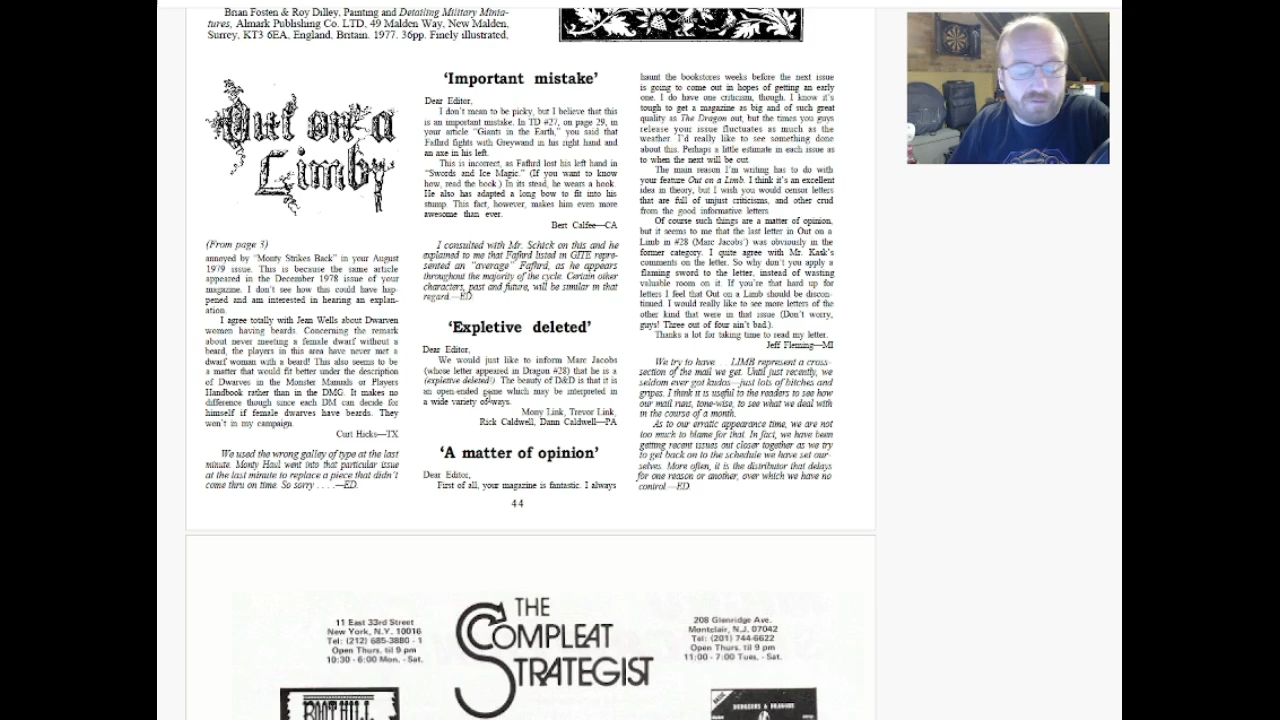 Brian Fosten & Roy Dilley, Painting and Detailing Military Minia-
tures, Almark Publishing Co. LTD. 49 Malden Way, New Malden,
Surrey, KT3 6EA, England, Britain. 1977. 36pp. Finely illustrated,
Out on a
Limb
(From page 3)
annoyed by “Monty Strikes Back” in your August
1979 issue. This is because the same article
appeared in the December 1978 issue of your
magazine. I don’t see how this could have hap-
pened and am interested in hearing an explan-
ation.
I agree totally with Jean Wells about Dwarven
women having beards. Concerning the remark
about never meeting a female dwarf without a
beard, the players in this area have never met a
dwarf woman with a beard! This also seems to be
a matter that would fit better under the description
of Dwarves in the Monster Manuals or Players
Handbook rather than in the DMG. It makes no
difference though since each DM can decide for
himself if female dwarves have beards. They
won’t in my campaign.
Curt Hicks—TX
We used the wrong galley of type at the last
minute. Monty Haul went into that particular issue
at the last minute to replace a piece that didn’t
come thru on time. So sorry . . . .—ED.
‘Important mistake’
Dear Editor,
I don’t mean to be picky, but I believe that this
is an important mistake. In TD #27, on page 29, in
your article “Giants in the Earth,” you said that
Fafhrd fights with Greywand in his right hand and
an axe in his left.
This is incorrect, as Fafhrd lost his left hand in
“Swords and Ice Magic.” (If you want to know
how, read the book.) In its stead, he wears a hook.
He also has adapted a long bow to fit into his
stump. This fact, however, makes him even more
awesome than ever.
Bert Calfee—CA
I consulted with Mr. Schick on this and he
explained to me that Fafhrd listed in GITE repre-
sented an “average” Fafhrd, as he appears
throughout the majority of the cycle. Certain other
characters, past and future, will be similar in that
regard.—ED
‘Expletive deleted’
Dear Editor,
We would just like to inform Marc Jacobs
(whose letter appeared in Dragon #28) that he is a
(expletive deleted!) The beauty of D&D is that it is
an open-ended game which may be interpreted in
a wide variety of ways.
Mony Link, Trevor Link,
Rick Caldwell, Dann Caldwell—PA
‘A matter of opinion’
Dear Editor,
First of all, your magazine is fantastic. I always
haunt the bookstores weeks before the next issue
is going to come out in hopes of getting an early
one. I do have one criticism, though. I know it’s
tough to get a magazine as big and of such great
quality as The Dragon out, but the times you guys
release your issue fluctuates as much as the
weather. I’d really like to see something done
about this. Perhaps a little estimate in each issue as
to when the next will be out.
The main reason I’m writing has to do with
your feature Out on a Limb. I think it’s an excellent
idea in theory, but I wish you would censor letters
that are full of unjust criticisms, and other crud
from the good informative letters.
Of course such things are a matter of opinion,
but it seems to me that the last letter in Out on a
Limb in #28 (Marc Jacobs’) was obviously in the
former category. I quite agree with Mr. Kask’s
comments on the letter. So why don’t you apply a
flaming sword to the letter, instead of wasting
valuable room on it. If you’re that hard up for
letters I feel that Out on a Limb should be discon-
tinued. I would really like to see more letters of the
other kind that were in that issue (Don’t worry,
guys! Three out of four ain’t bad.).
Thanks a lot for taking time to read my letter.
Jeff Fleming—MI
We try to have LIMB represent a cross-
section of the mail we get. Until just recently, we
seldom ever got kudos—just lots of bitches and
gripes. I think it is useful to the readers to see how
our mail runs, tone-wise, to see what we deal with
in the course of a month.
As to our erratic appearance time, we are not
too much to blame for that. In fact, we have been
getting recent issues out closer together as we try
to get back on to the schedule we have set our-
selves. More often, it is the distributor that delays
for one reason or another, over which we have no
control.—ED.
44
11 East 33rd Street
New York, N.Y. 10016
Tel: (212) 685-3880 - 1
Open Thurs. til 9 pm
10:30 - 6:00 Mon. - Sat.
THE
COMPLEAT
STRATEGIST
208 Glenridge Ave.
Montclair, N.J. 07042
Tel: (201) 744-6622
Open Thurs. til 9 pm
11:00 - 7:00 Tues. - Sat.
BOOT HILL
BASIC
DUNGEONS & DRAGONS